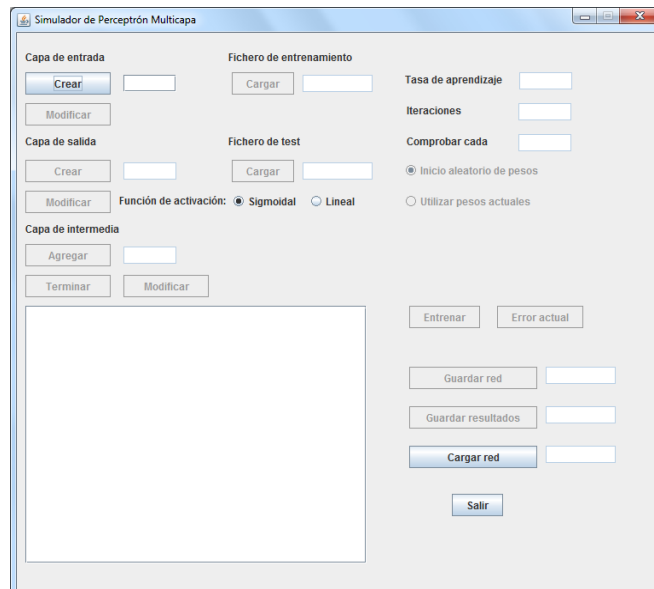 Simulador de Perceptrón Multicapa
Capa de entrada
Fichero de entrenamiento
Crear
Cargar
Tasa de aprendizaje
Modificar
Iteraciones
Capa de salida
Fichero de test
Comprobar cada
Crear
Cargar
Inicio aleatorio de pesos
Modificar
Función de activación:
Sigmoidal
Lineal
Utilizar pesos actuales
Capa de intermedia
Agregar
Terminar
Modificar
Entrenar
Error actual
Guardar red
Guardar resultados
Cargar red
Salir